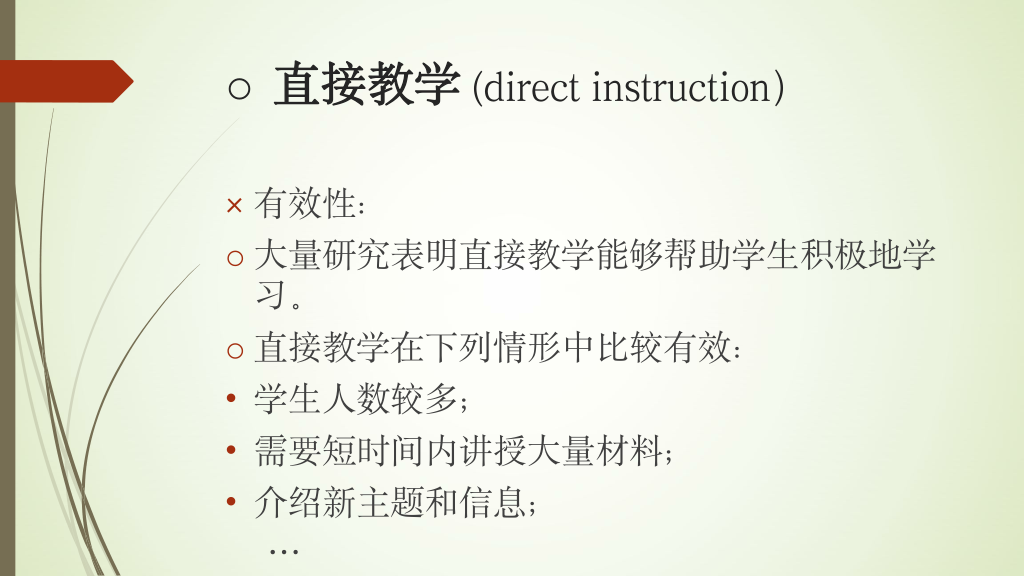 ○ 直接教学 (direct instruction)
× 有效性:
○ 大量研究表明直接教学能够帮助学生积极地学
习。
○ 直接教学在下列情形中比较有效:
• 学生人数较多;
• 需要短时间内讲授大量材料;
• 介绍新主题和信息;
…